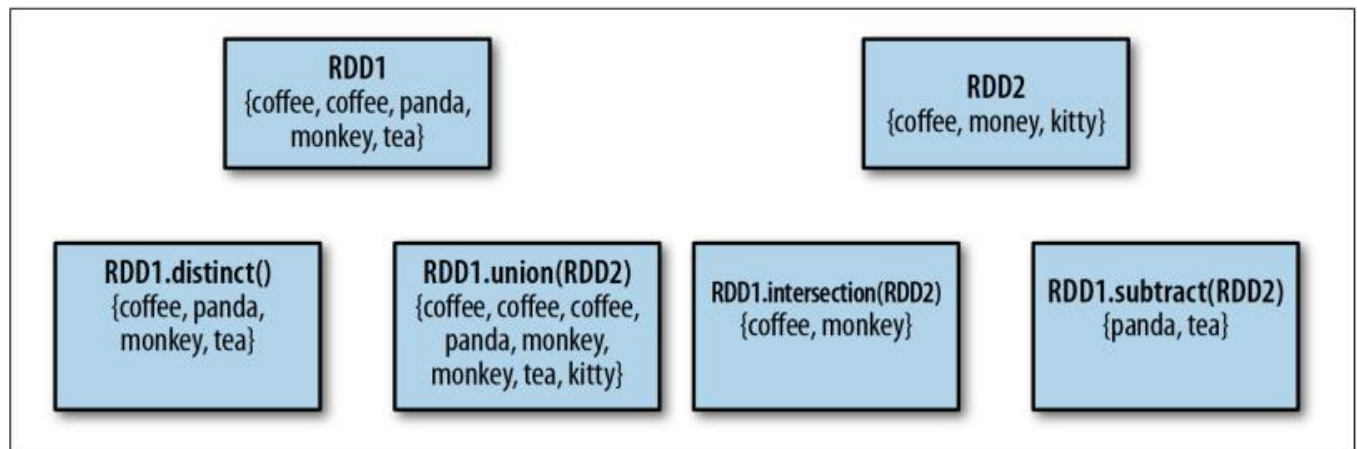 RDD1
{coffee, coffee, panda,
monkey, tea}
RDD2
{coffee, money, kitty}
RDD1.distinct()
{coffee, panda,
monkey, tea}
RDD1.union(RDD2)
{coffee, coffee, coffee,
panda, monkey,
monkey, tea, kitty}
RDD1.intersection(RDD2)
{coffee, monkey}
RDD1.subtract(RDD2)
{panda, tea}